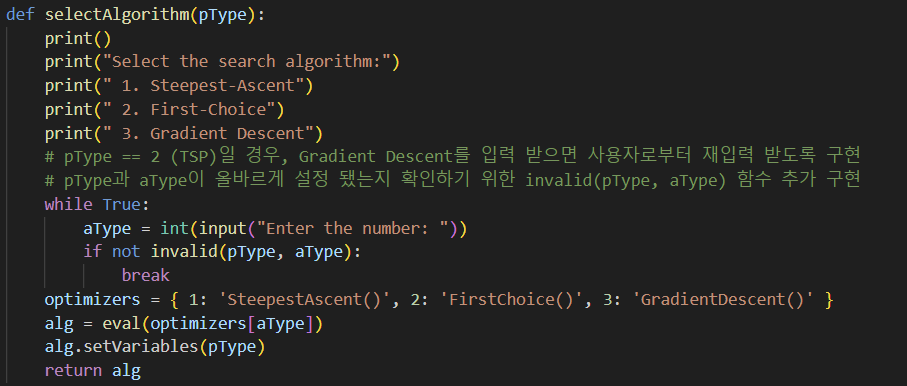 def selectAlgorithm(pType):
    print()
    print("Select the search algorithm:")
    print(" 1. Steepest-Ascent")
    print(" 2. First-Choice")
    print(" 3. Gradient Descent")
    # pType == 2 (TSP)일 경우, Gradient Descent를 입력 받으면 사용자로부터 재입력 받도록 구현
    # pType과 aType이 올바르게 설정 됐는지 확인하기 위한 invalid(pType, aType) 함수 추가 구현
    while True:
        aType = int(input("Enter the number: "))
        if not invalid(pType, aType):
            break
    optimizers = { 1: 'SteepestAscent()', 2: 'FirstChoice()', 3: 'GradientDescent()' }
    alg = eval(optimizers[aType])
    alg.setVariables(pType)
    return alg